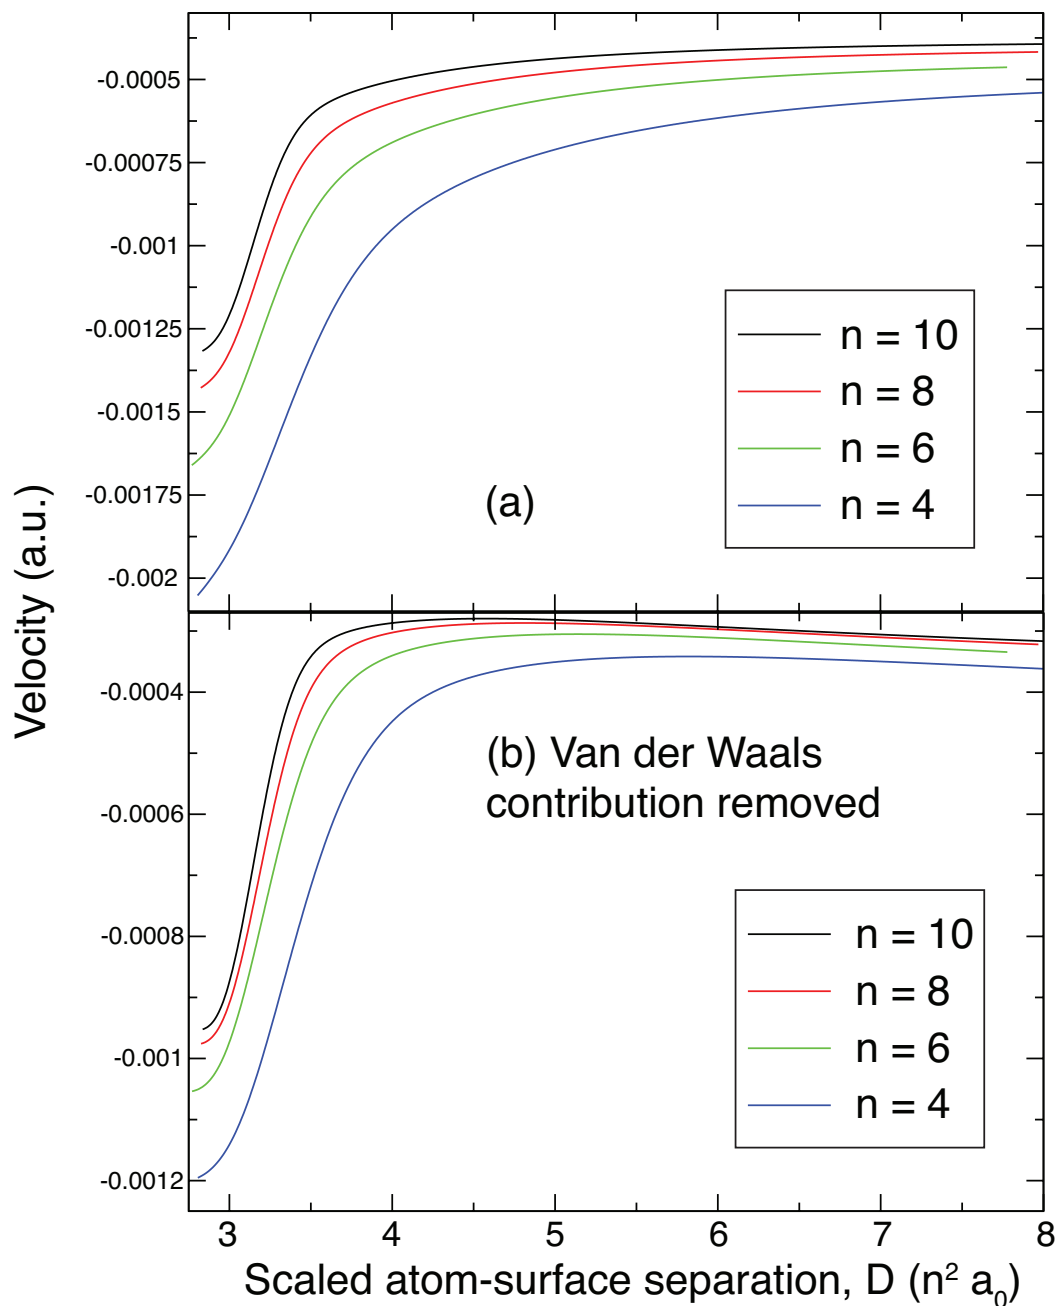 -0.0005
-0.00075
-0.001
-0.00125
-0.0015
-0.00175
-0.002
n = 10
n = 8
n = 6
n = 4
(a)
Velocity (a.u.)
-0.0004
-0.0006
-0.0008
-0.001
-0.0012
(b) Van der Waals
contribution removed
n = 10
n = 8
n = 6
n = 4
3 4 5 6 7 8
Scaled atom-surface separation, D (n² a₀)